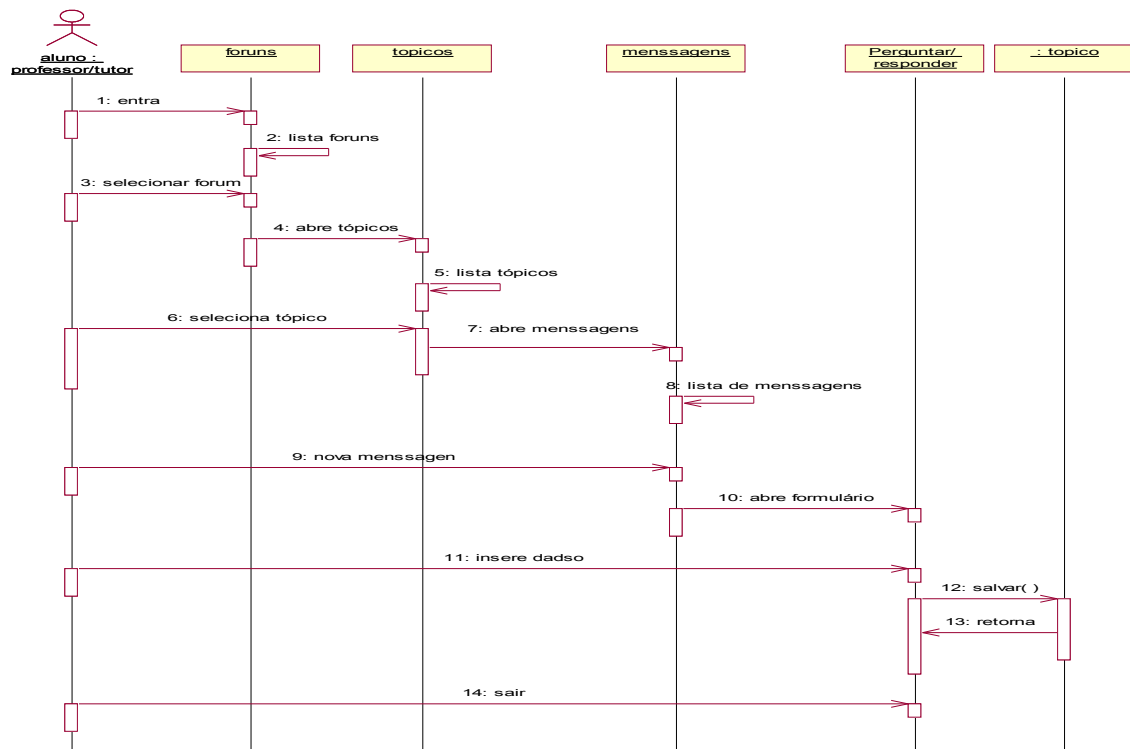 aluno :
professor/tutor
foruns
topicos
menssagens
Perguntar/
responder
: topico
1: entra
2: lista foruns
3: selecionar forum
4: abre tópicos
5: lista tópicos
6: seleciona tópico
7: abre menssagens
8: lista de menssagens
9: nova menssagen
10: abre formulário
11: insere dadso
12: salvar( )
13: retorna
14: sair